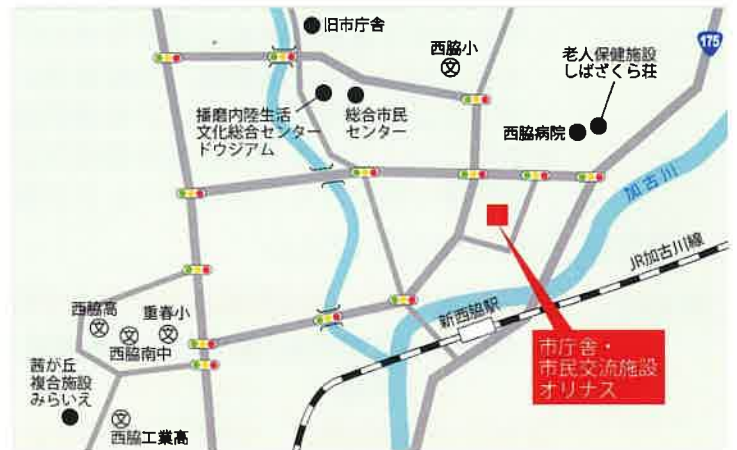 旧市庁舎
西脇小
老人保健施設
しばざくら荘
175
播磨内陸生活
文化総合センター
ドウジアム
総合市民
センター
西脇病院
加古川
JR加古川線
新西脇駅
市庁舎・
市民交流施設
オリナス
西脇高
重春小
西脇南中
茜が丘
複合施設
みらいえ
西脇工業高